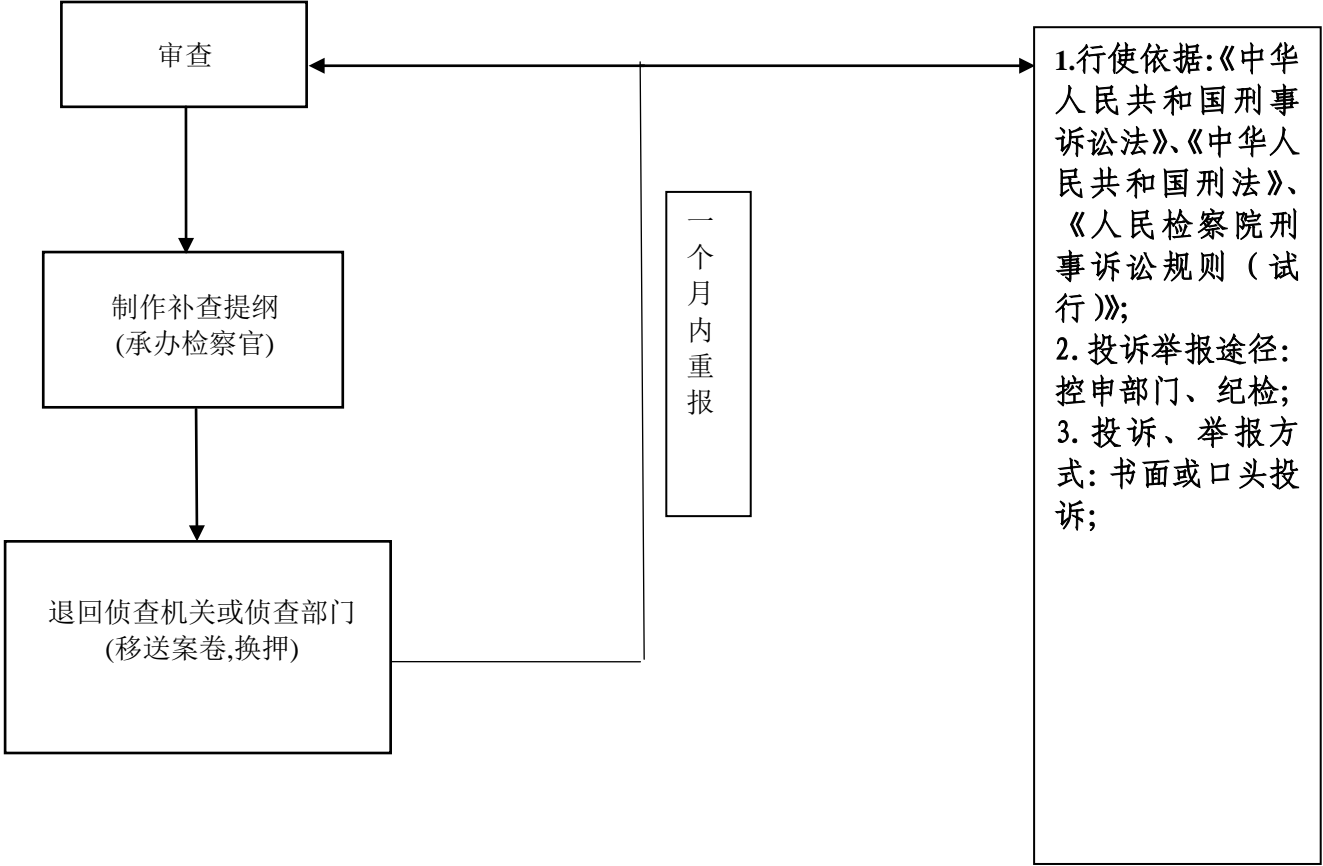 审查
制作补查提纲
(承办检察官)
退回侦查机关或侦查部门
(移送案卷,换押)
一
个
月
内
重
报
1.行使依据:《中华
人民共和国刑事
诉讼法》、《中华人
民共和国刑法》、
《人民检察院刑
事诉讼规则(试
行)》;
2.投诉举报途径:
控申部门、纪检;
3.投诉、举报方
式:书面或口头投
诉;